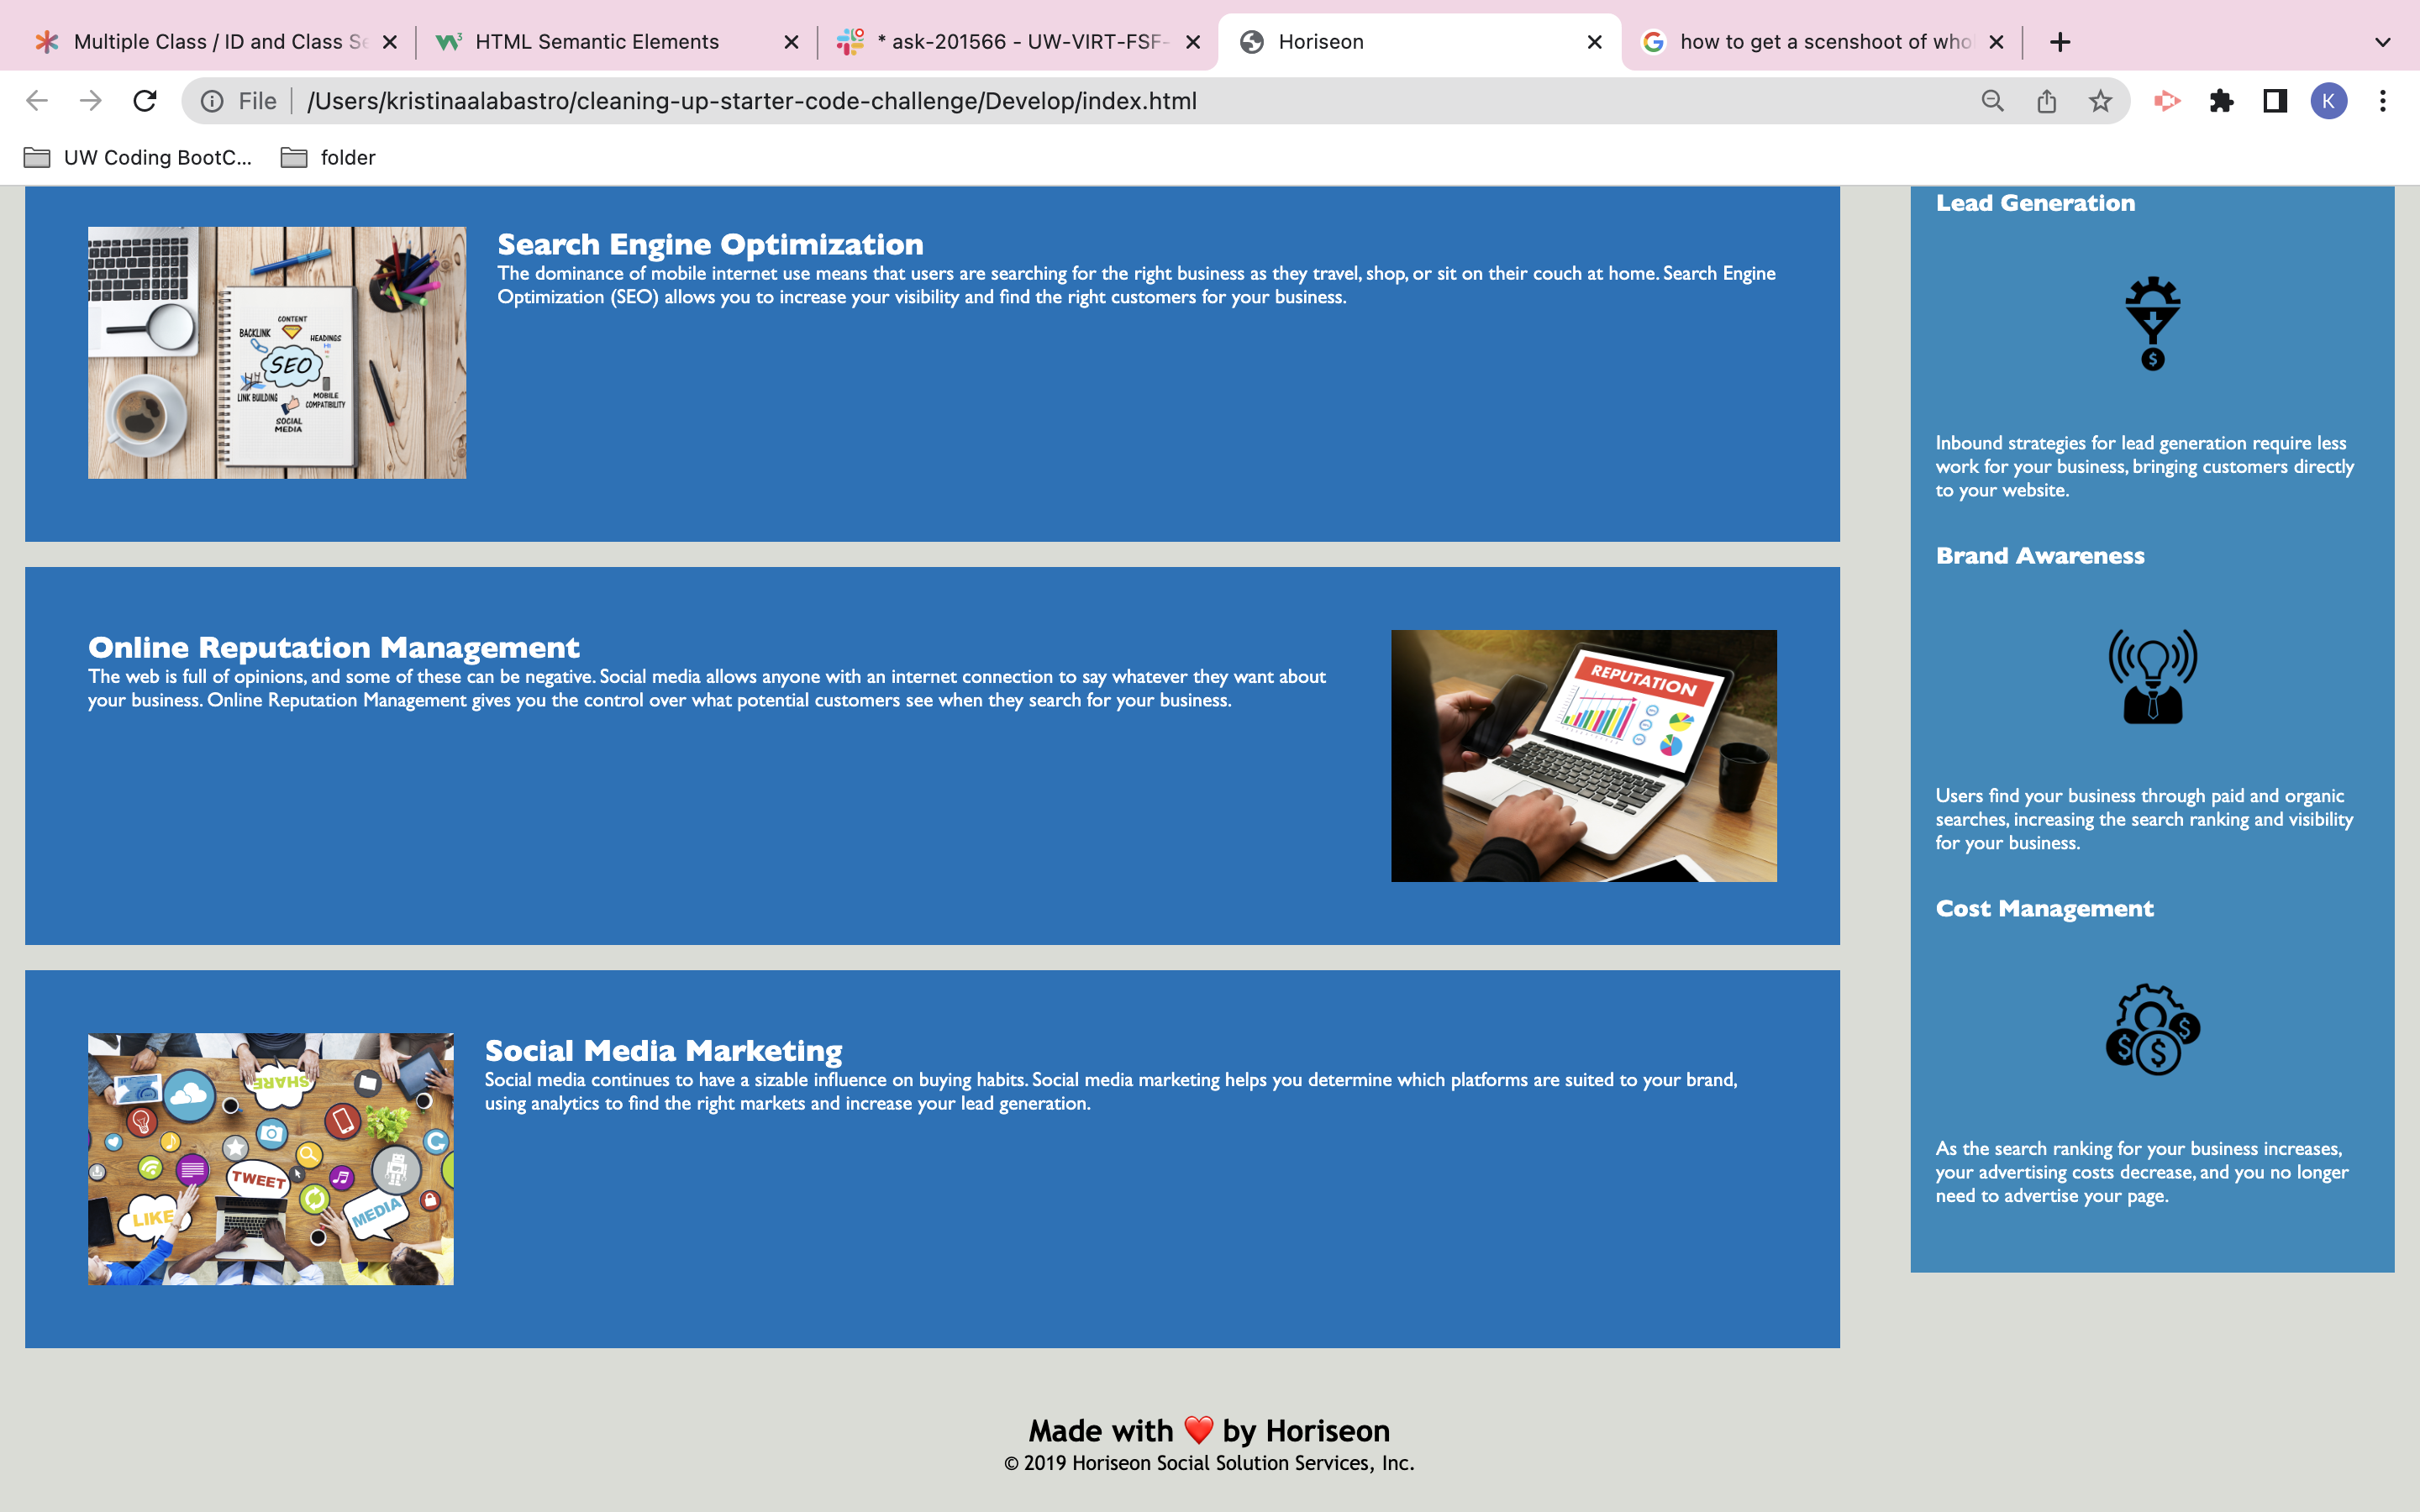 Multiple Class / ID and Class Se
HTML Semantic Elements
* ask-201566 - UW-VIRT-FSF-
Horiseon
how to get a scenshoot of who
File
/Users/kristinaalabastro/cleaning-up-starter-code-challenge/Develop/index.html
K
UW Coding BootC...
folder
Search Engine Optimization
The dominance of mobile internet use means that users are searching for the right business as they travel, shop, or sit on their couch at home. Search Engine
Optimization (SEO) allows you to increase your visibility and find the right customers for your business.
CONTENT
BACKLINK
HEADINGS
SEO
LINK BUILDING
MOBILE
COMPATIBILITY
SOCIAL
MEDIA
Online Reputation Management
The web is full of opinions, and some of these can be negative. Social media allows anyone with an internet connection to say whatever they want about
your business. Online Reputation Management gives you the control over what potential customers see when they search for your business.
REPUTATION
Social Media Marketing
Social media continues to have a sizable influence on buying habits. Social media marketing helps you determine which platforms are suited to your brand,
using analytics to find the right markets and increase your lead generation.
SHARE
TWEET
LIKE
MEDIA
Lead Generation
$
Inbound strategies for lead generation require less
work for your business, bringing customers directly
to your website.
Brand Awareness
Users find your business through paid and organic
searches, increasing the search ranking and visibility
for your business.
Cost Management
$ $ $
As the search ranking for your business increases,
your advertising costs decrease, and you no longer
need to advertise your page.
Made with ❤️ by Horiseon
© 2019 Horiseon Social Solution Services, Inc.